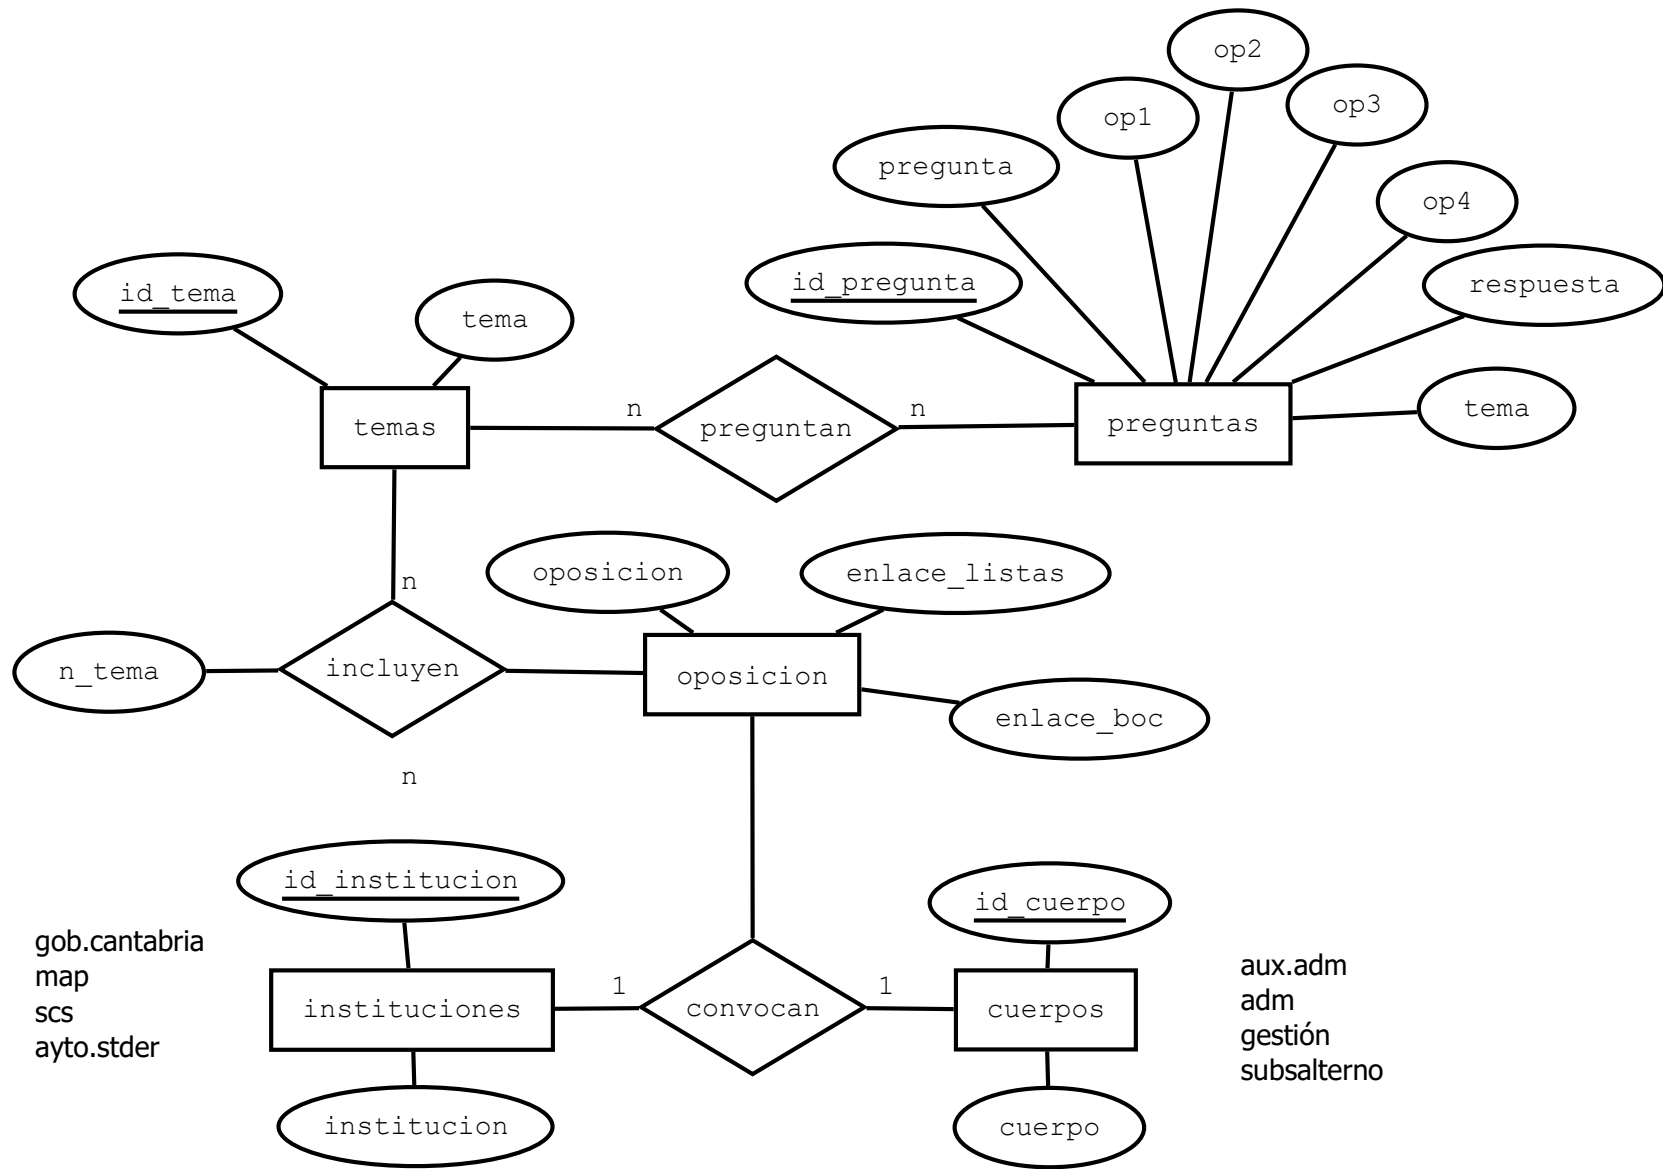 op2
op3
op1
pregunta
op4
id_pregunta
respuesta
id_tema
tema
n
n
temas
preguntan
preguntas
tema
n
oposicion
enlace_listas
n_tema
incluyen
oposicion
enlace_boc
n
id_institucion
id_cuerpo
gob.cantabria
map
scs
ayto.stder
instituciones
1
convocan
1
cuerpos
aux.adm
adm
gestión
subsalterno
institucion
cuerpo